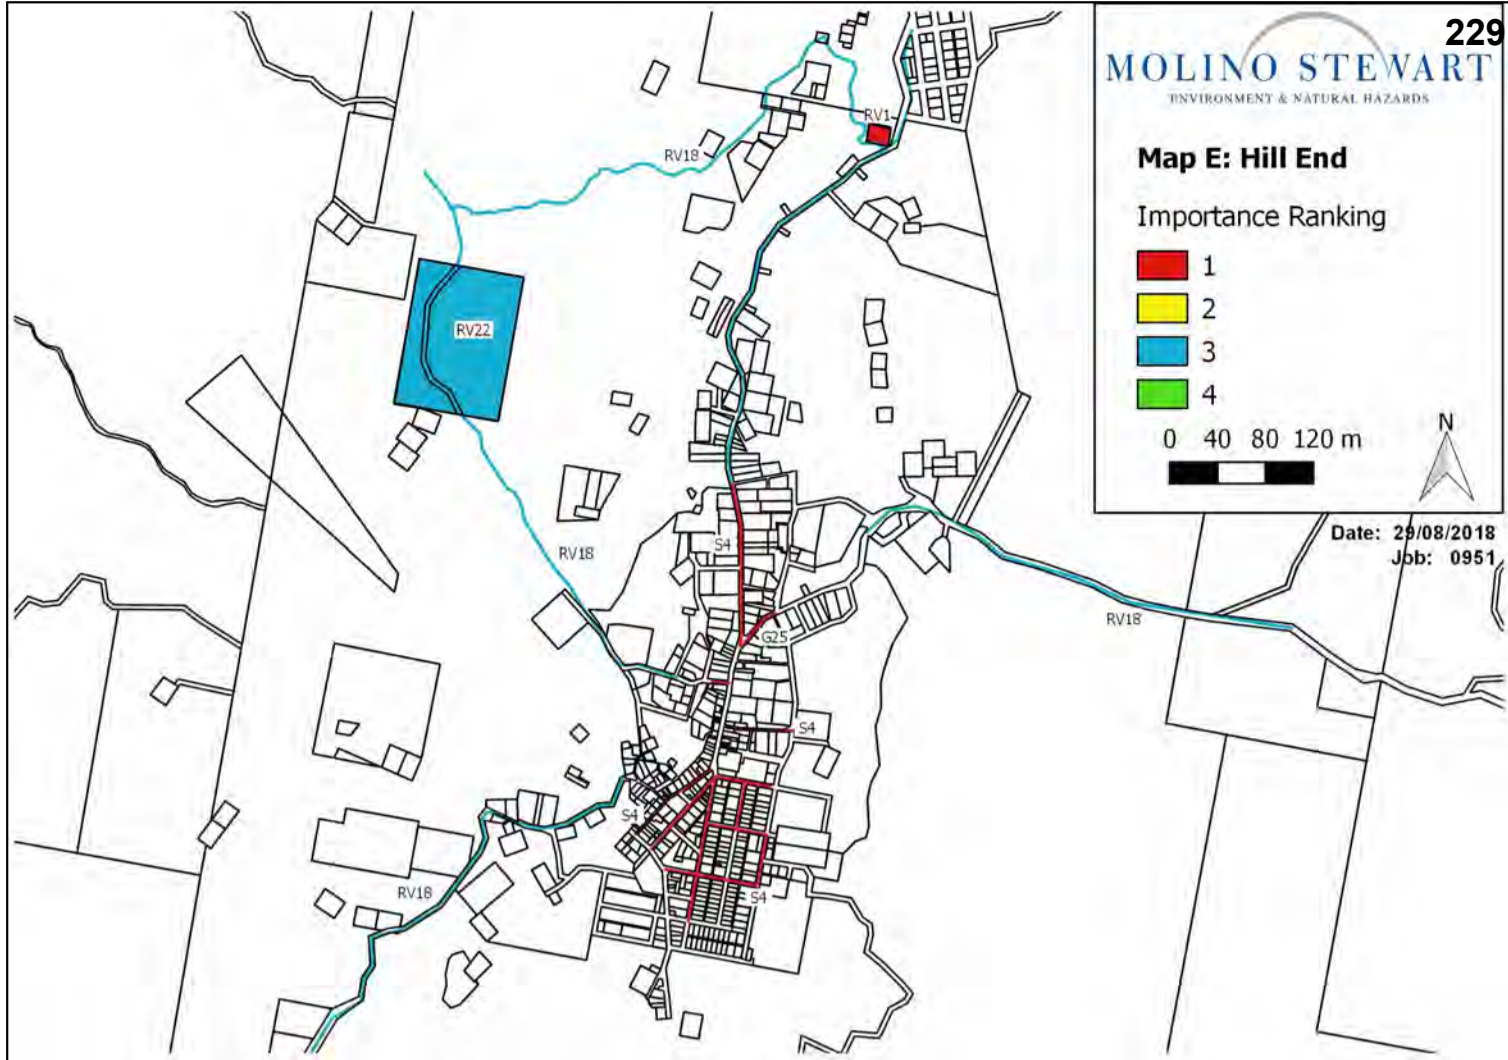 229
MOLINO STEWART
ENVIRONMENT & NATURAL HAZARDS
Map E: Hill End
Importance Ranking
1
2
3
4
0 40 80 120 m
N
Date: 29/08/2018
Job: 0951
RV1
RV18
RV22
S4
RV18
RV18
G25
S4
S4
RV18
S4